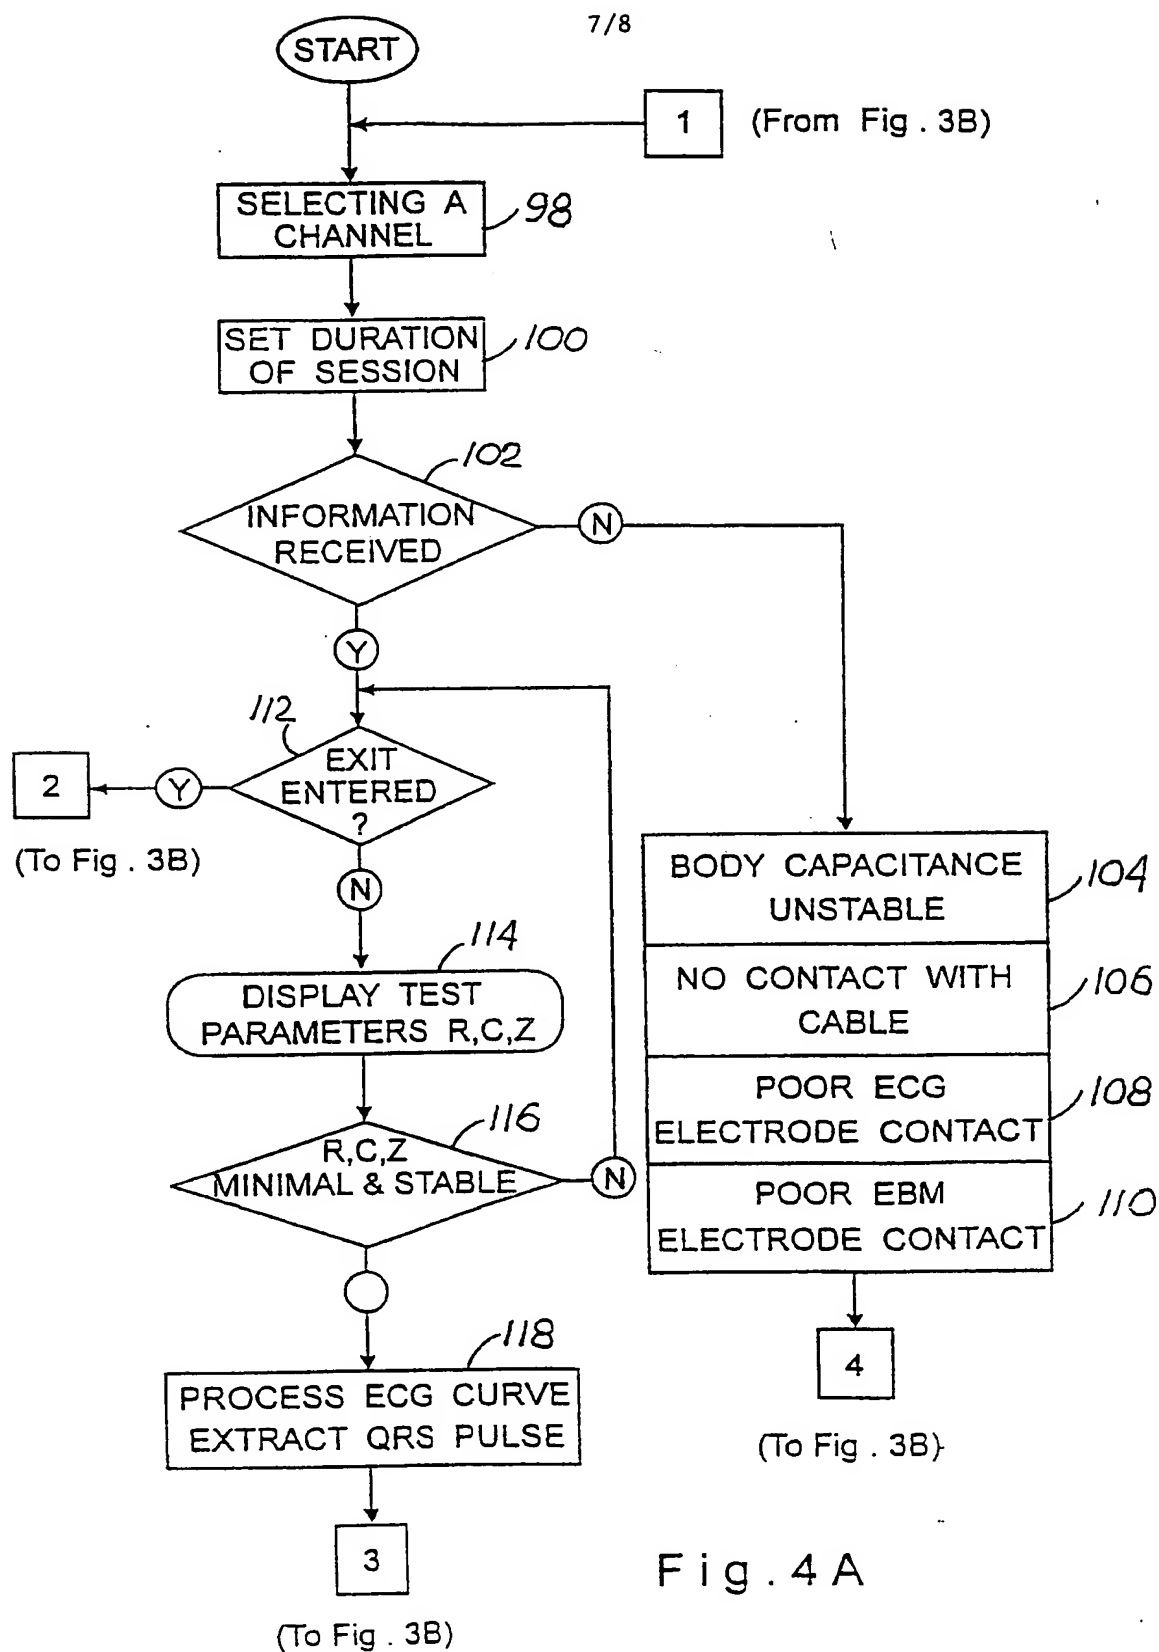 7/8
START
1 (From Fig. 3B)
SELECTING A
CHANNEL
98
SET DURATION
OF SESSION
100
102
INFORMATION
RECEIVED
N
Y
112
EXIT
ENTERED
?
Y
2
(To Fig. 3B)
N
114
DISPLAY TEST
PARAMETERS R,C,Z
116
R,C,Z
MINIMAL & STABLE
N
118
PROCESS ECG CURVE
EXTRACT QRS PULSE
3
(To Fig. 3B)
BODY CAPACITANCE
UNSTABLE
104
NO CONTACT WITH
CABLE
106
POOR ECG
ELECTRODE CONTACT
108
POOR EBM
ELECTRODE CONTACT
110
4
(To Fig. 3B)
Fig. 4A